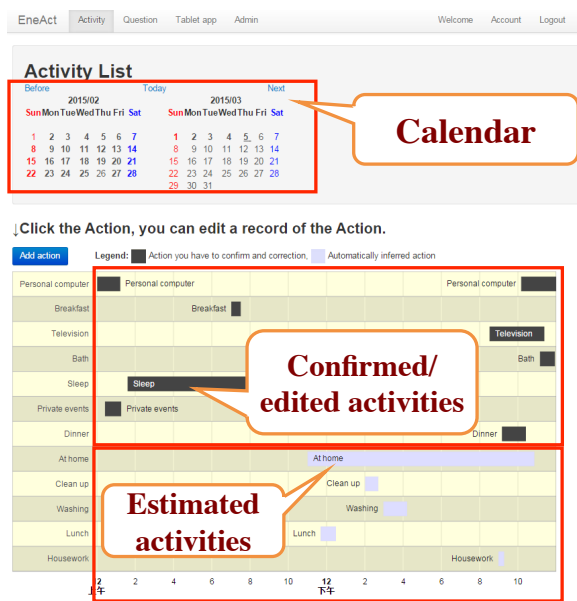 EneAct Activity Question Tablet app Admin Welcome Account Logout
Activity List
Before Today Next
2015/02 2015/03
Sun Mon Tue Wed Thu Fri Sat Sun Mon Tue Wed Thu Fri Sat
1 2 3 4 5 6 7 1 2 3 4 5 6 7
8 9 10 11 12 13 14 8 9 10 11 12 13 14
15 16 17 18 19 20 21 15 16 17 18 19 20 21
22 23 24 25 26 27 28 22 23 24 25 26 27 28
29 30 31
Calendar
↓Click the Action, you can edit a record of the Action.
Add action Legend: Action you have to confirm and correction, Automatically inferred action
Personal computer Personal computer Personal computer
Breakfast Breakfast
Television Television
Bath Bath
Sleep Sleep
Private events Private events
Dinner Dinner
Confirmed/
edited activities
At home At home
Clean up Clean up
Washing Washing
Lunch Lunch
Housework Housework
Estimated
activities
12 2 4 6 8 10 12 2 4 6 8 10
上午 下午